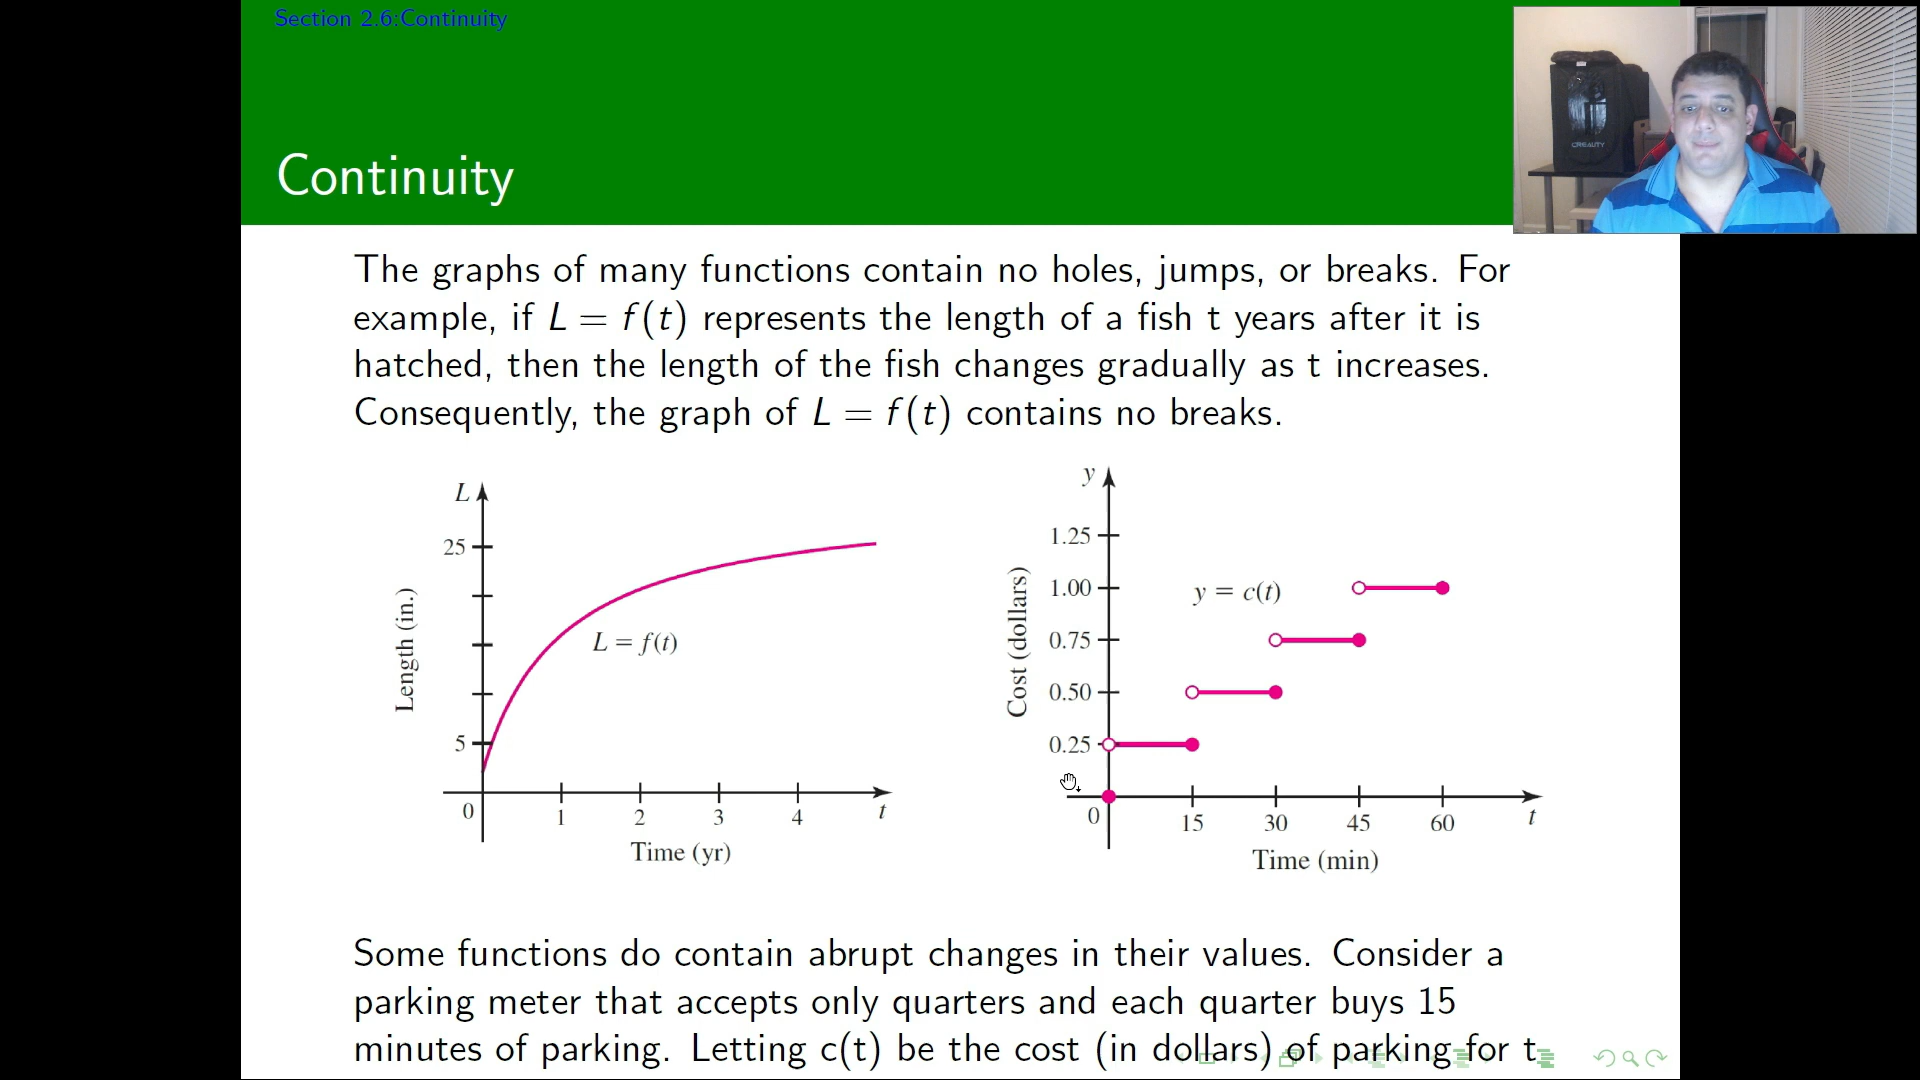 Section 2.6:Continuity
CREALITY
Continuity
The graphs of many functions contain no holes, jumps, or breaks. For
example, if L = f(t) represents the length of a fish t years after it is
hatched, then the length of the fish changes gradually as t increases.
Consequently, the graph of L = f(t) contains no breaks.
L
25
5
0
1
2
3
4
t
Length (in.)
L = f(t)
Time (yr)
y
1.25
1.00
0.75
0.50
0.25
0
15
30
45
60
t
Cost (dollars)
y = c(t)
Time (min)
Some functions do contain abrupt changes in their values. Consider a
parking meter that accepts only quarters and each quarter buys 15
minutes of parking. Letting c(t) be the cost (in dollars) of parking for t